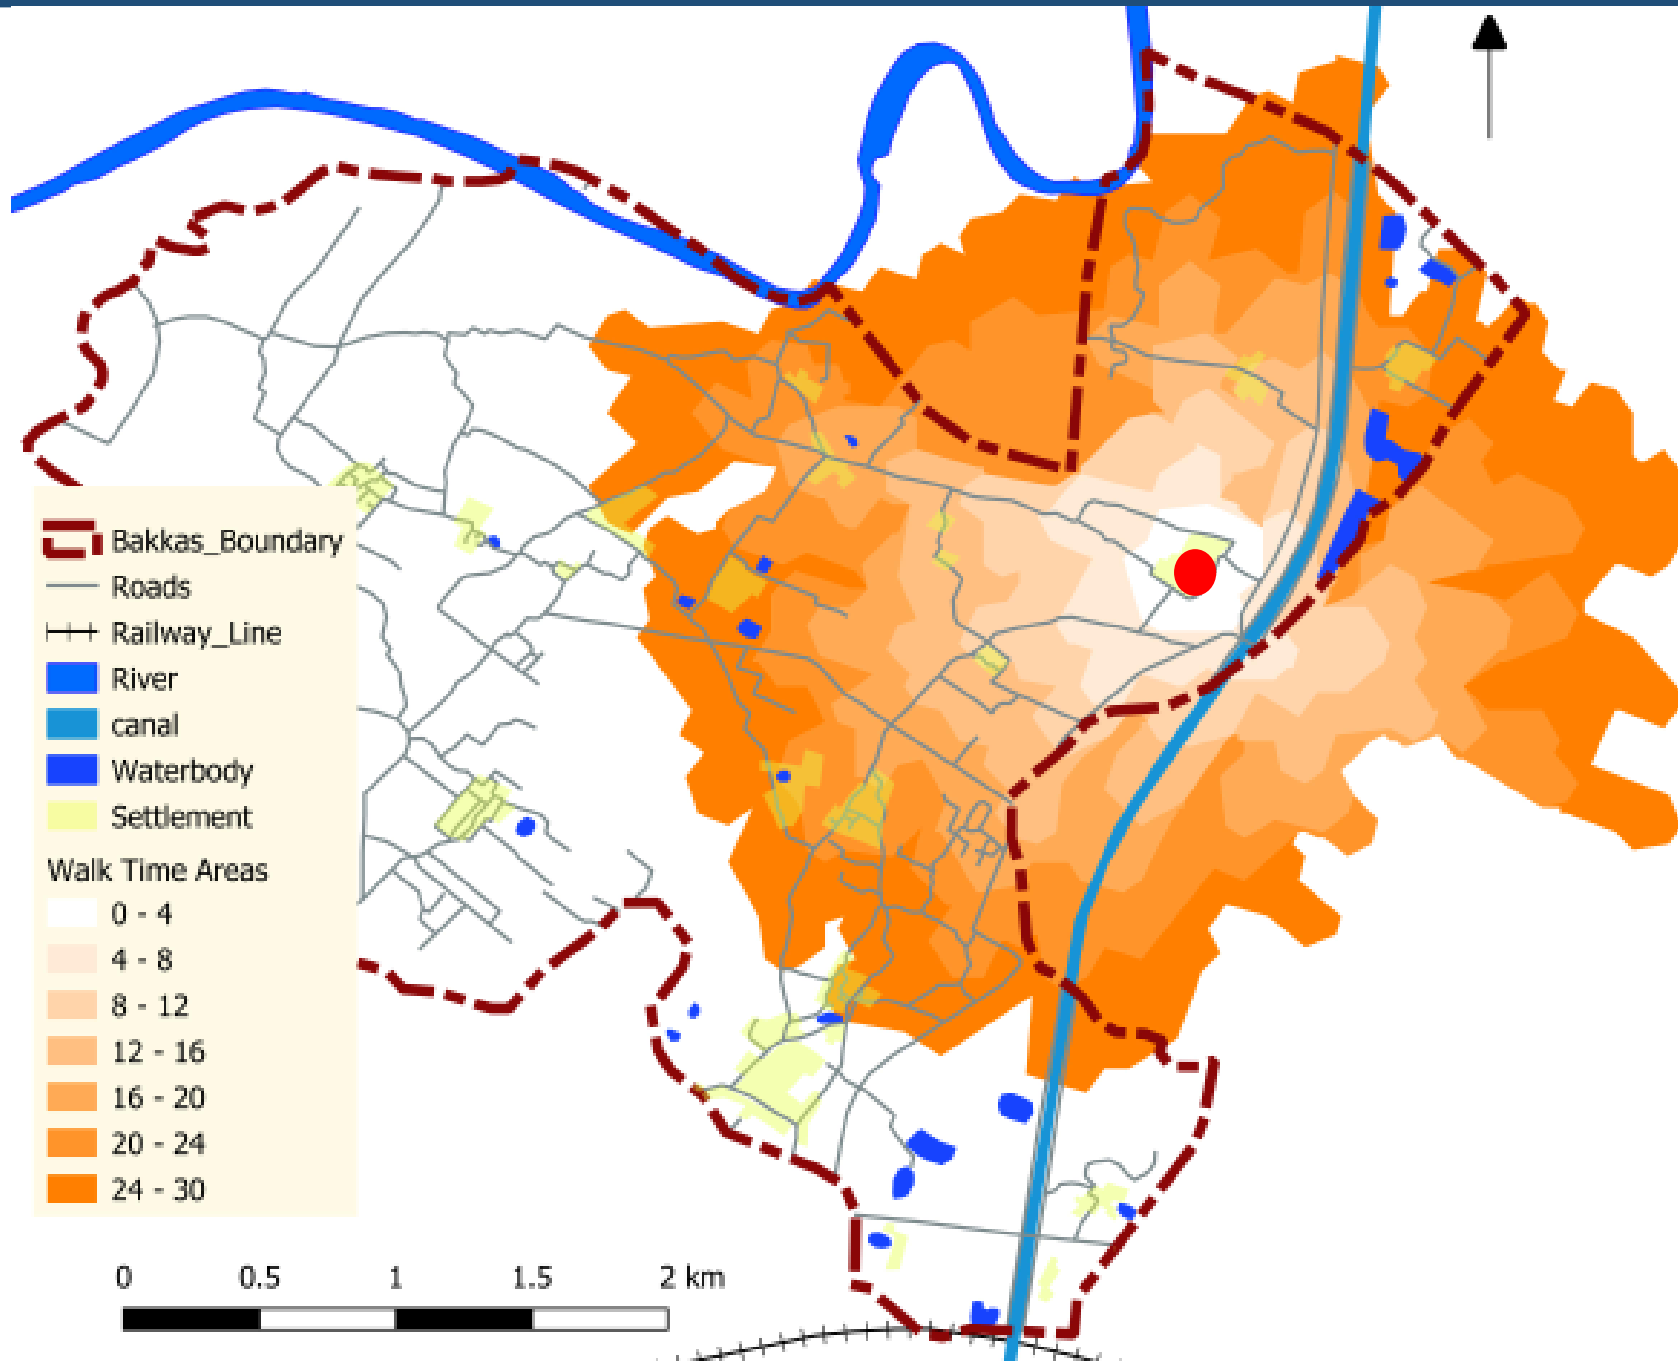 Bakkas_Boundary
Roads
Railway_Line
River
canal
Waterbody
Settlement
Walk Time Areas
0 - 4
4 - 8
8 - 12
12 - 16
16 - 20
20 - 24
24 - 30
0 0.5 1 1.5 2 km